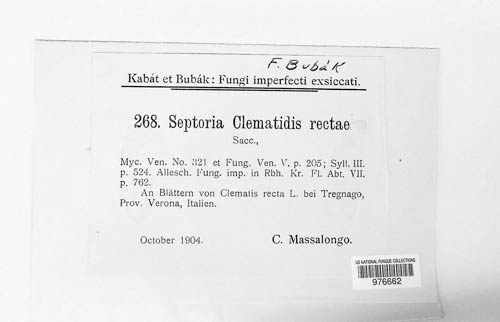 F. Bubák
Kabát et Bubák: Fungi imperfecti exsiccati.
268. Septoria Clematidis rectae
Sacc.,
Myc. Ven. No. 321 et Fung. Ven. V. p. 205; Syll. III.
p. 524. Allesch. Fung. imp. in Rbh. Kr. Fl. Abt. VII.
p. 762.
An Blättern von Clematis recta L. bei Tregnago,
Prov. Verona, Italien.
October 1904.
C. Massalongo.
US NATIONAL FUNGUS COLLECTIONS
976662